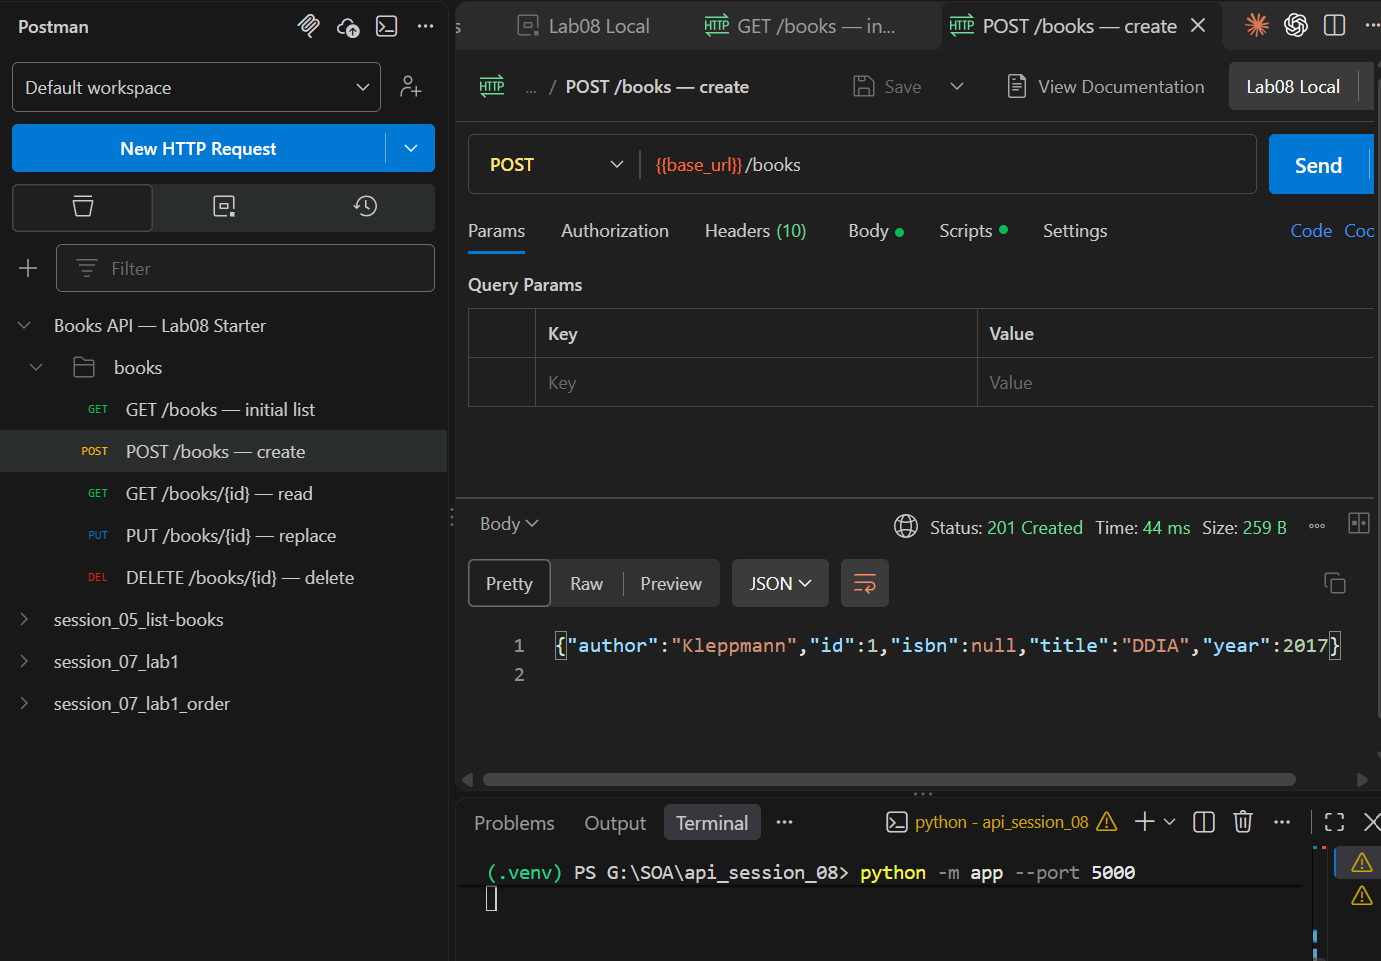 Postman
Default workspace
New HTTP Request
Filter
Books API — Lab08 Starter
books
GET GET /books — initial list
POST POST /books — create
GET GET /books/{id} — read
PUT PUT /books/{id} — replace
DEL DELETE /books/{id} — delete
session_05_list-books
session_07_lab1
session_07_lab1_order
s
Lab08 Local
HTTP GET /books — in...
HTTP POST /books — create
HTTP ... / POST /books — create
Save
View Documentation
Lab08 Local
POST
{{base_url}}/books
Send
Params
Authorization
Headers (10)
Body
Scripts
Settings
Code
Coo
Query Params
Key Value
Key Value
Body
Status: 201 Created Time: 44 ms Size: 259 B
Pretty
Raw
Preview
JSON
1 {"author":"Kleppmann","id":1,"isbn":null,"title":"DDIA","year":2017}
2
Problems
Output
Terminal
python - api_session_08
(.venv) PS G:\SOA\api_session_08> python -m app --port 5000